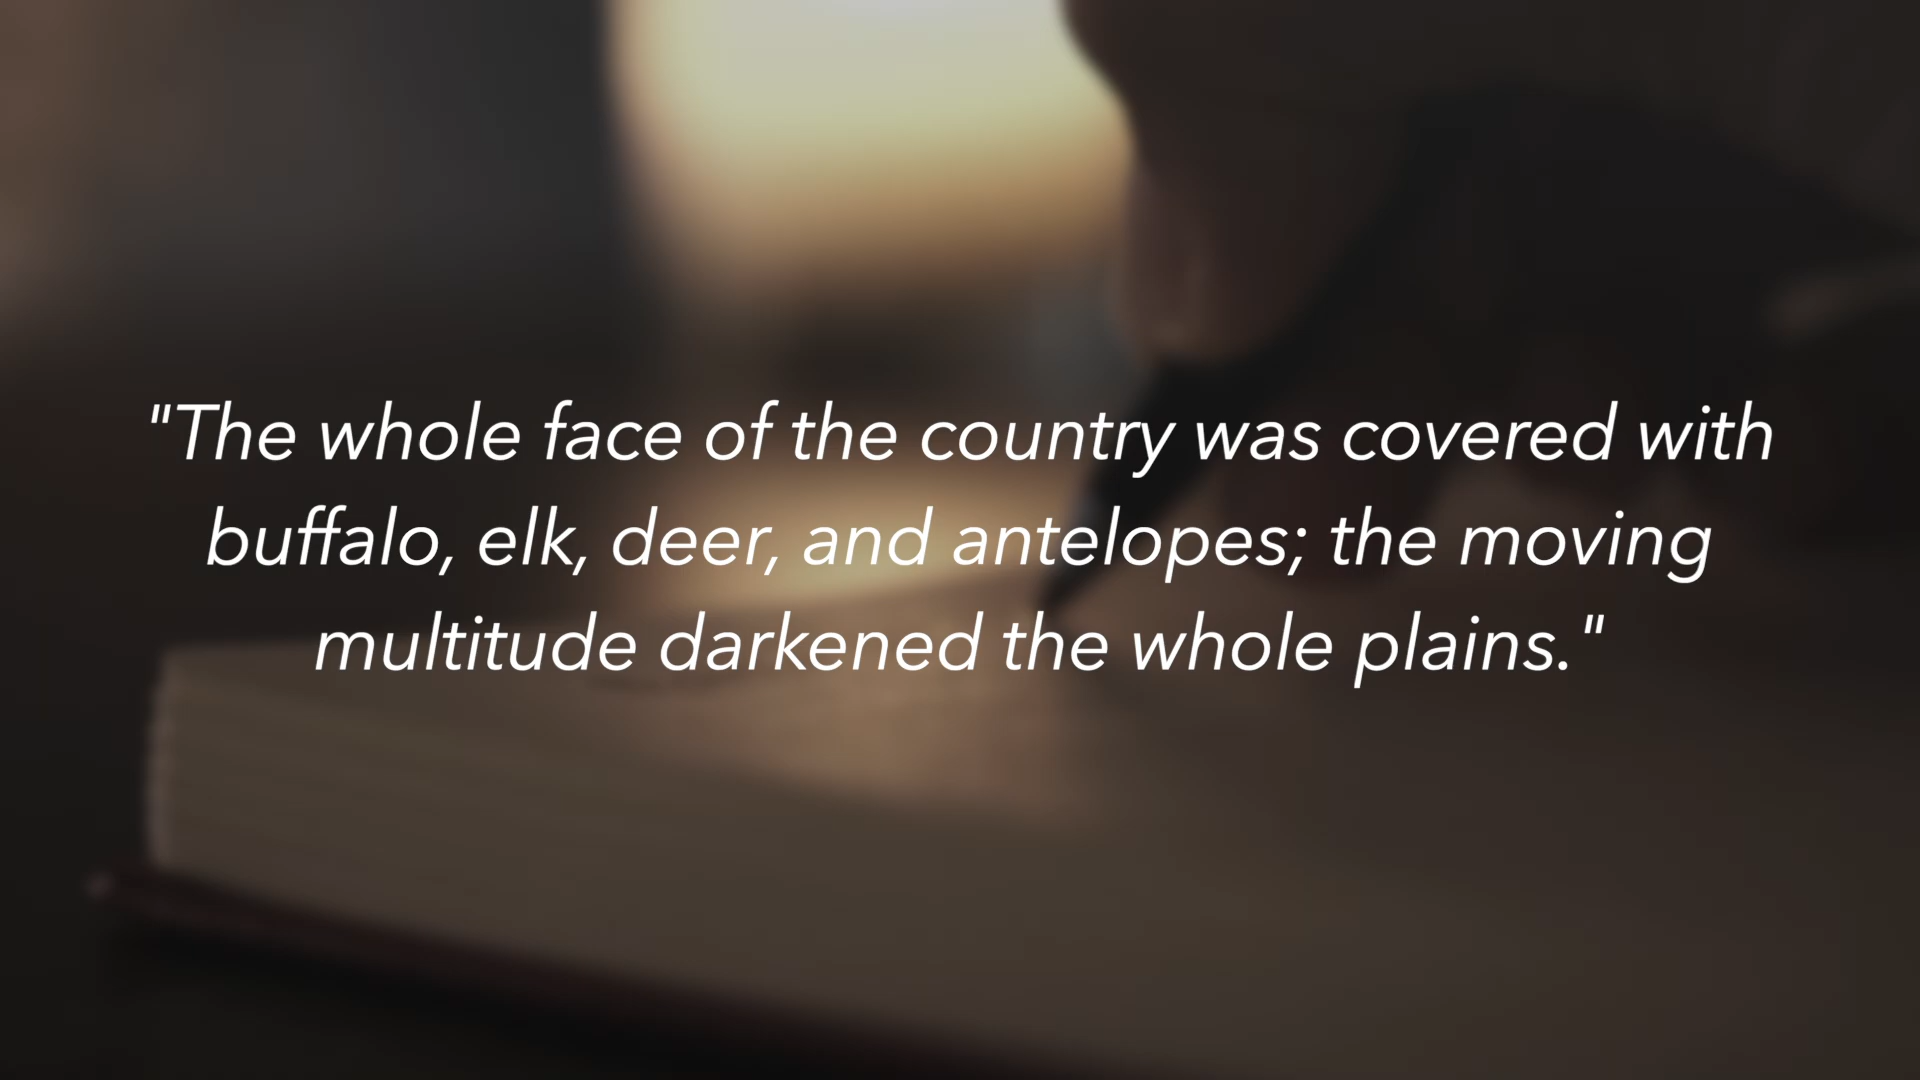 "The whole face of the country was covered with
buffalo, elk, deer, and antelopes; the moving
multitude darkened the whole plains."